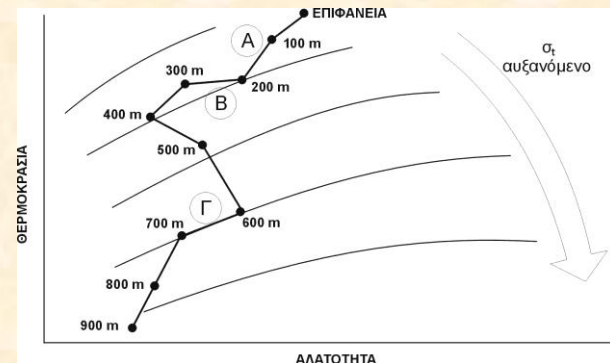 ΕΠΙΦΑΝΕΙΑ
Α
100 m
σt
αυξανόμενο
300 m
200 m
Β
400 m
500 m
ΘΕΡΜΟΚΡΑΣΙΑ
Γ
700 m
600 m
800 m
900 m
ΑΛΑΤΟΤΗΤΑ